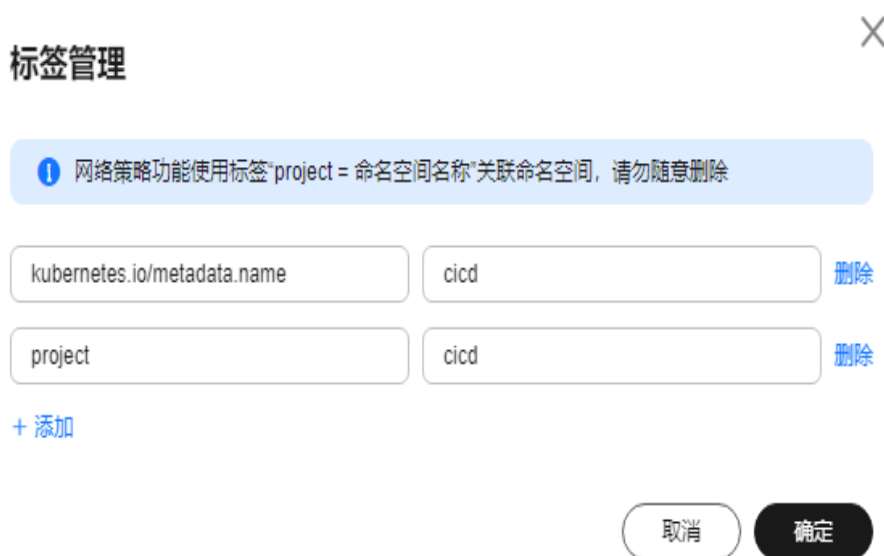 标签管理
网络策略功能使用标签“project = 命名空间名称”关联命名空间，请勿随意删除
kubernetes.io/metadata.name cicd 删除
project cicd 删除
+ 添加
取消 确定